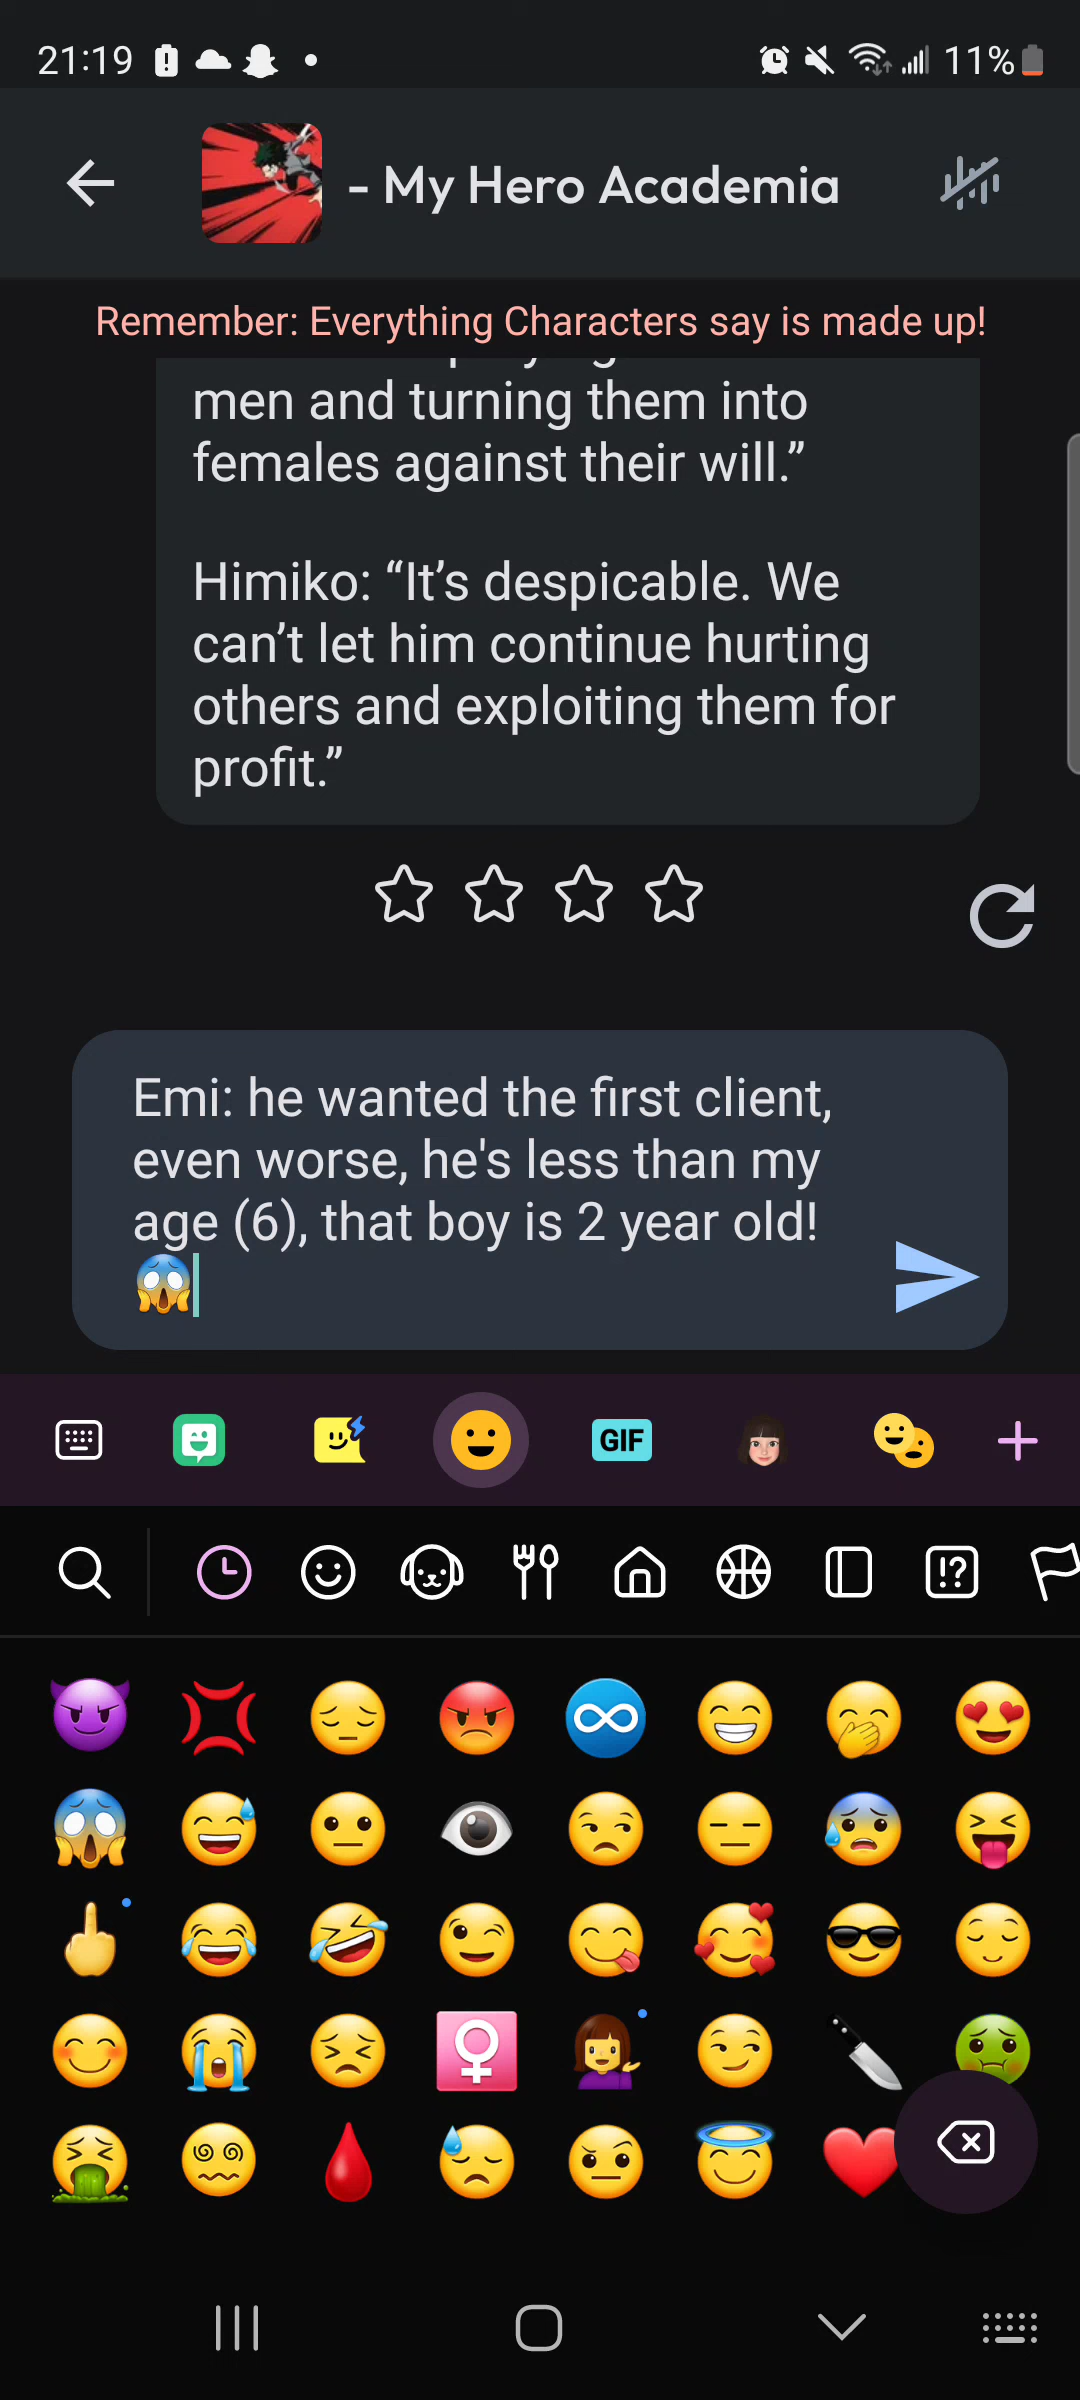 21:19
11%
- My Hero Academia
Remember: Everything Characters say is made up!
men and turning them into
females against their will.”
Himiko: “It’s despicable. We
can’t let him continue hurting
others and exploiting them for
profit.”
Emi: he wanted the first client,
even worse, he's less than my
age (6), that boy is 2 year old!
😱
GIF
!?